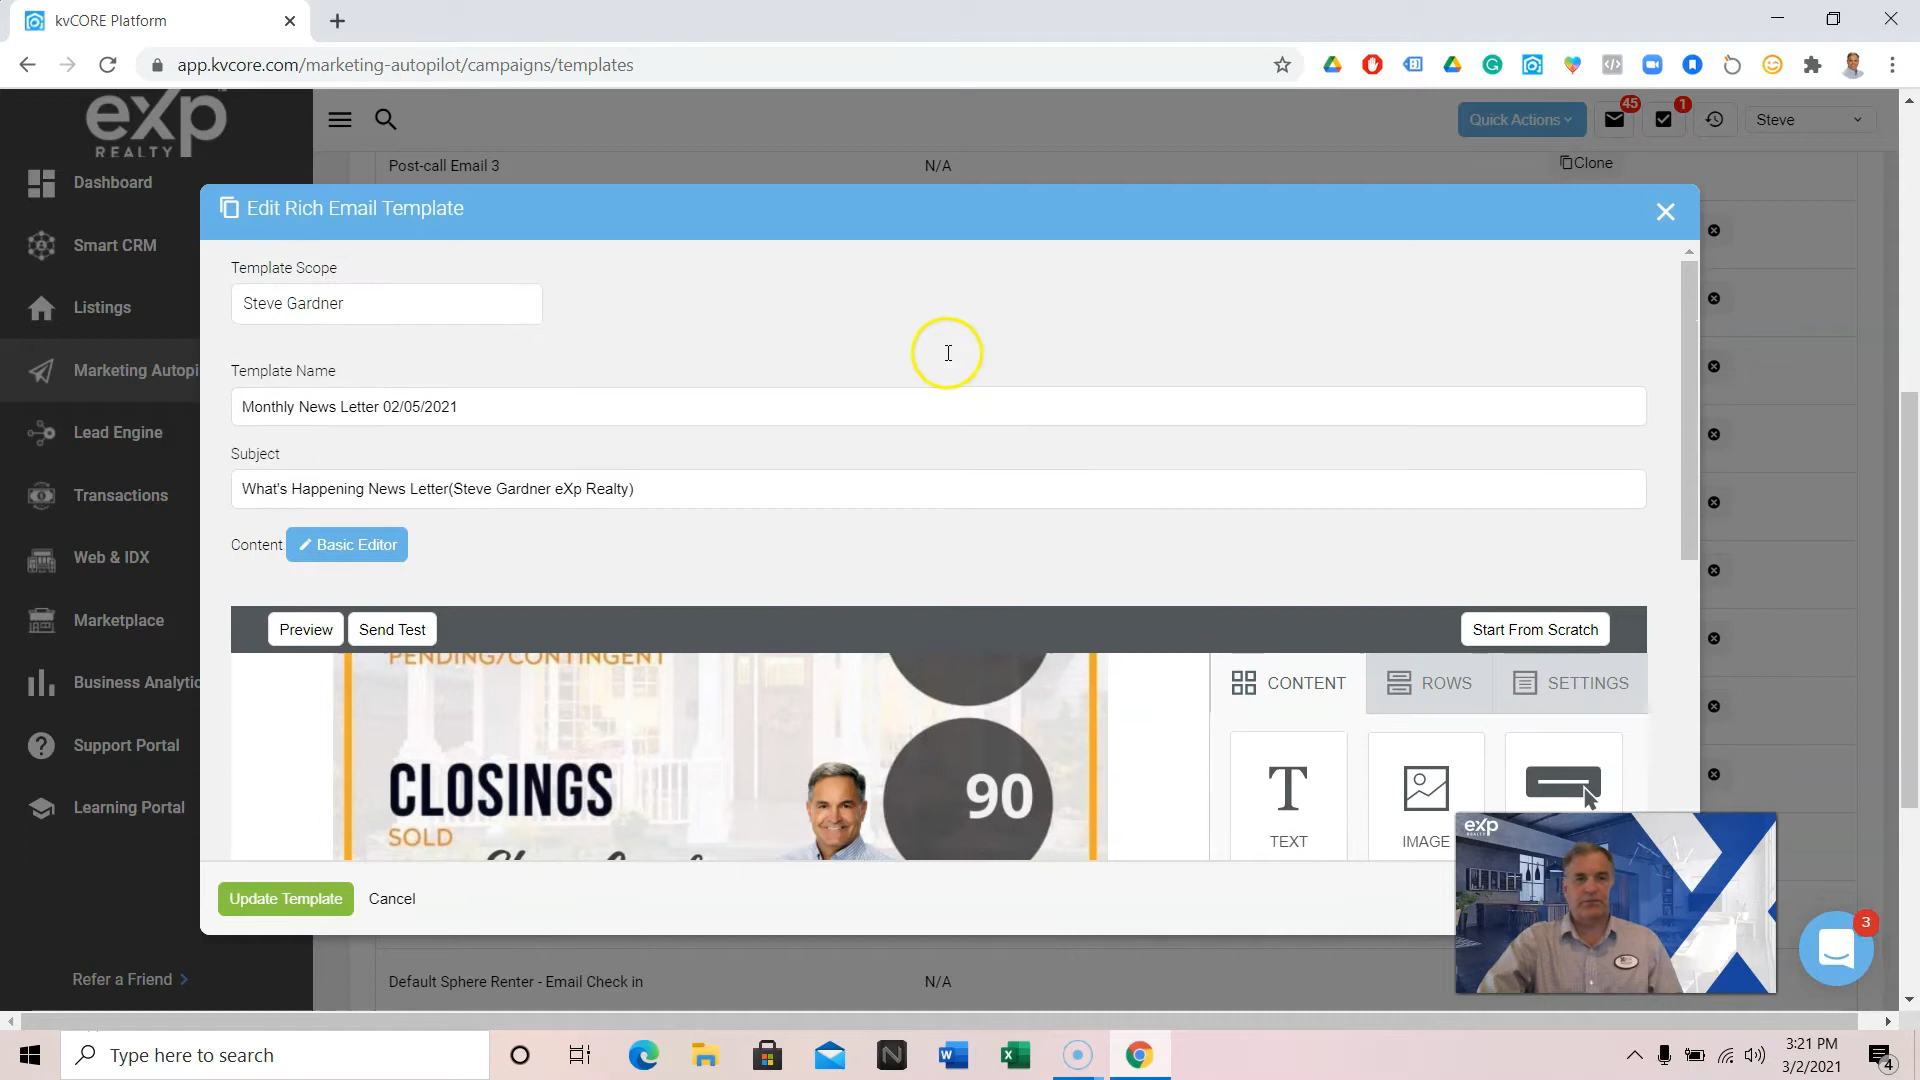 kvCORE Platform
app.kvcore.com/marketing-autopilot/campaigns/templates
eXp
REALTY
Quick Actions
45
1
Steve
Post-call Email 3
N/A
Clone
Dashboard
Smart CRM
Listings
Marketing Autopi
Lead Engine
Transactions
Web & IDX
Marketplace
Business Analytic
Support Portal
Learning Portal
Refer a Friend >
Edit Rich Email Template
Template Scope
Steve Gardner
Template Name
Monthly News Letter 02/05/2021
Subject
What's Happening News Letter(Steve Gardner eXp Realty)
Content
Basic Editor
Preview
Send Test
Start From Scratch
PENDING/CONTINGENT
CLOSINGS
90
SOLD
CONTENT
ROWS
SETTINGS
TEXT
IMAGE
Update Template
Cancel
eXp
REALTY
3
Default Sphere Renter - Email Check in
N/A
Type here to search
3:21 PM
3/2/2021
4